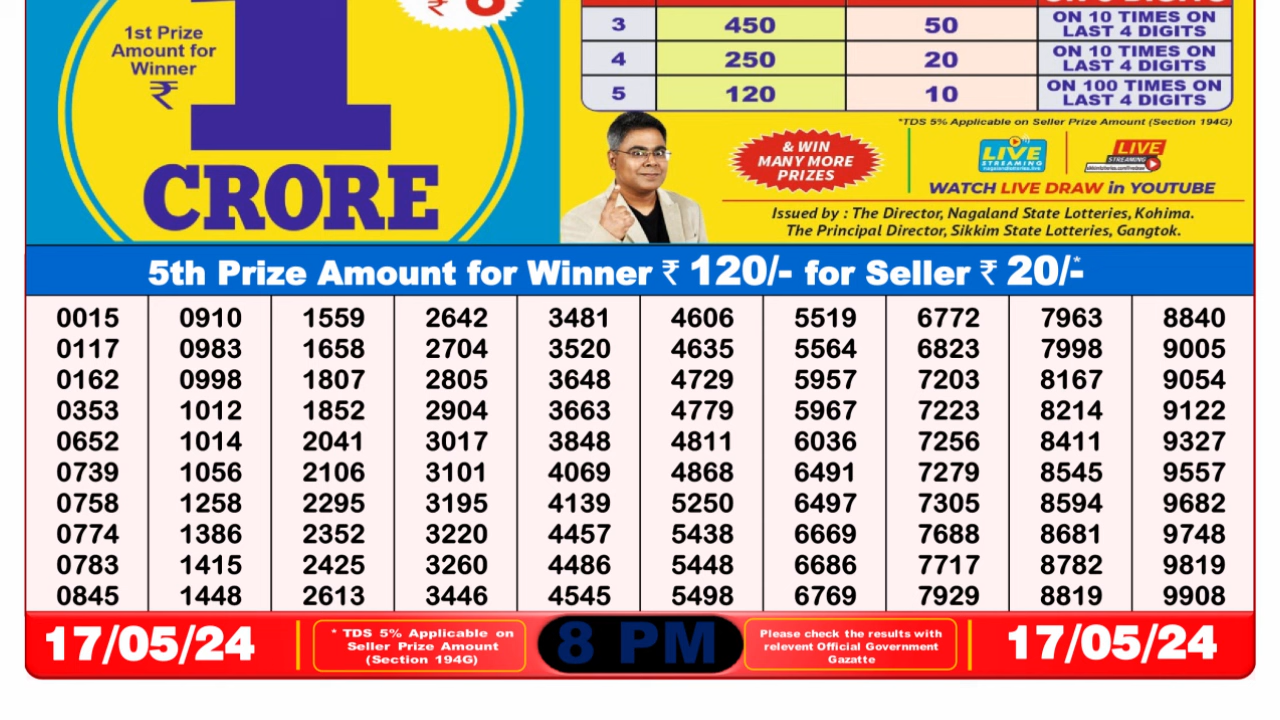 ₹ 6
1st Prize
Amount for
Winner
₹
1
CRORE
3 450 50 ON 10 TIMES ON LAST 4 DIGITS
4 250 20 ON 10 TIMES ON LAST 4 DIGITS
5 120 10 ON 100 TIMES ON LAST 4 DIGITS
*TDS 5% Applicable on Seller Prize Amount (Section 194G)
& WIN
MANY MORE
PRIZES
LIVE
STREAMING
LIVE
STREAMING
WATCH LIVE DRAW in YOUTUBE
Issued by : The Director, Nagaland State Lotteries, Kohima.
The Principal Director, Sikkim State Lotteries, Gangtok.
5th Prize Amount for Winner ₹ 120/- for Seller ₹ 20/-*
0015 0910 1559 2642 3481 4606 5519 6772 7963 8840
0117 0983 1658 2704 3520 4635 5564 6823 7998 9005
0162 0998 1807 2805 3648 4729 5957 7203 8167 9054
0353 1012 1852 2904 3663 4779 5967 7223 8214 9122
0652 1014 2041 3017 3848 4811 6036 7256 8411 9327
0739 1056 2106 3101 4069 4868 6491 7279 8545 9557
0758 1258 2295 3195 4139 5250 6497 7305 8594 9682
0774 1386 2352 3220 4457 5438 6669 7688 8681 9748
0783 1415 2425 3260 4486 5448 6686 7717 8782 9819
0845 1448 2613 3446 4545 5498 6769 7929 8819 9908
17/05/24
* TDS 5% Applicable on
Seller Prize Amount
(Section 194G)
8 PM
Please check the results with
relevent Official Government
Gazatte
17/05/24